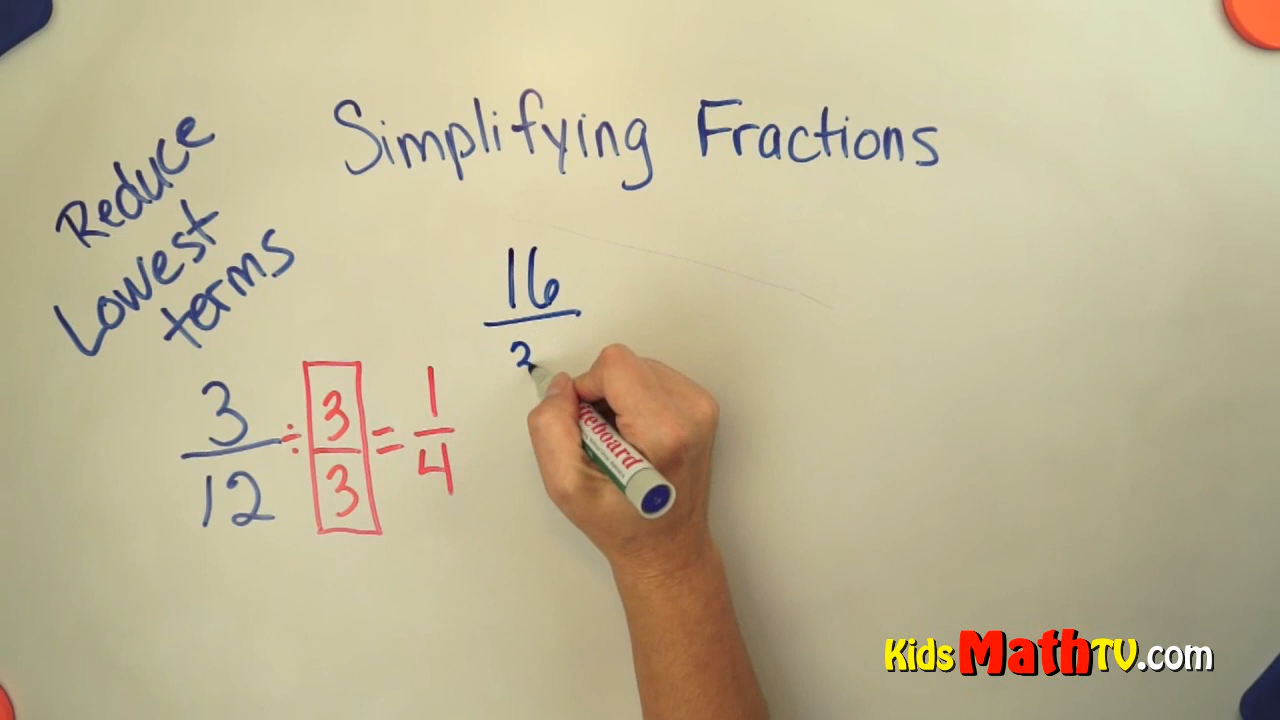 Simplifying Fractions
Reduce
Lowest
terms
3/12 ÷ 3/3 = 1/4
16
KidsMathTV.com